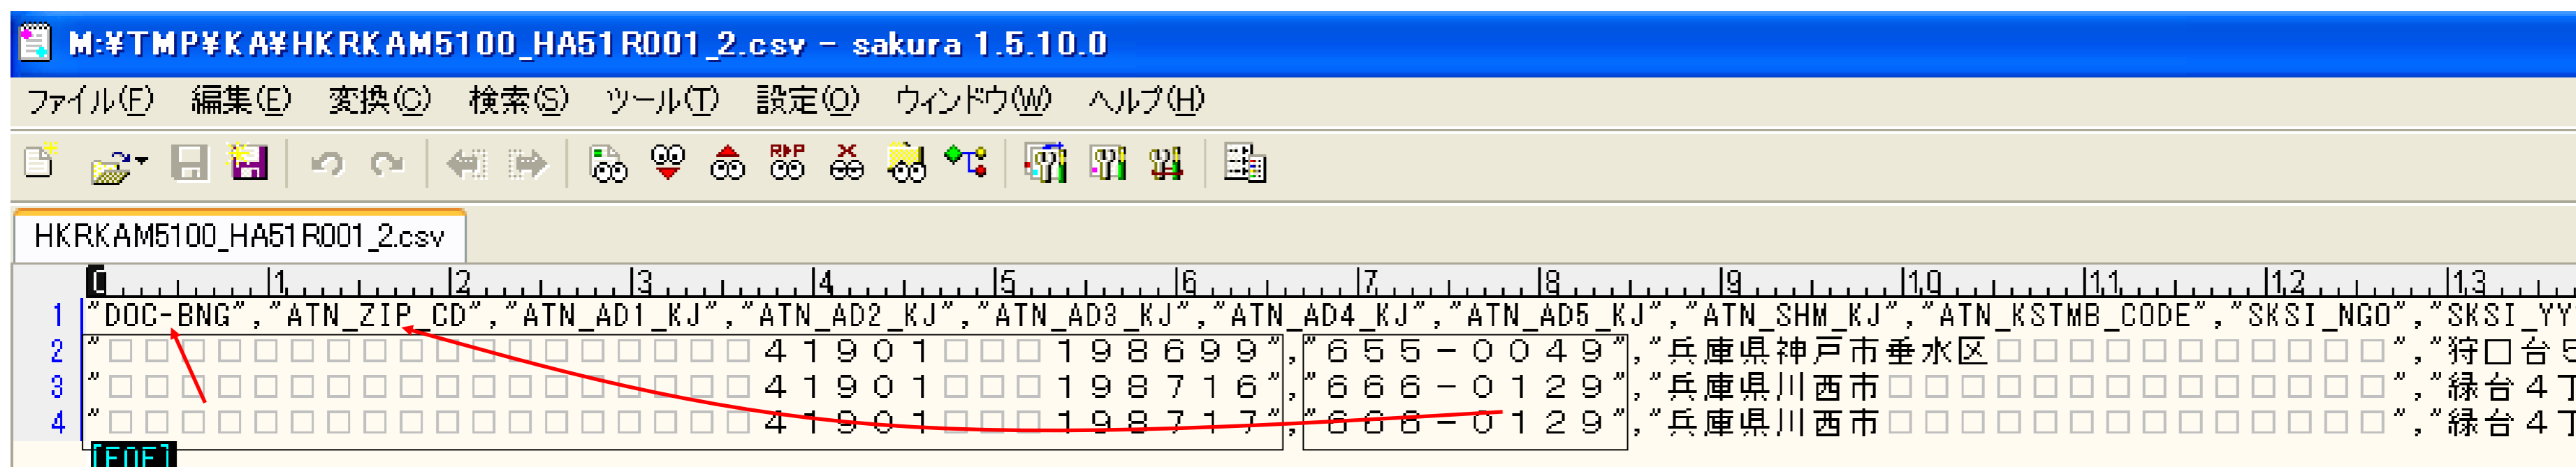 M:¥TMP¥KA¥HKRKAM5100_HA51R001_2.csv - sakura 1.5.10.0
ファイル(F) 編集(E) 変換(C) 検索(S) ツール(T) 設定(O) ウィンドウ(W) ヘルプ(H)
HKRKAM5100_HA51R001_2.csv
0 1 2 3 4 5 6 7 8 9 10 11 12 13
1 "DOC-BNG","ATN_ZIP_CD","ATN_AD1_KJ","ATN_AD2_KJ","ATN_AD3_KJ","ATN_AD4_KJ","ATN_AD5_KJ","ATN_SHM_KJ","ATN_KSTMB_CODE","SKSI_NGO","SKSI_YY
2 "□□□□□□□□□□□□□□□□□□41901□□□198699","655-0049","兵庫県神戸市垂水区□□□□□□□□□□□","狩口台5
3 "□□□□□□□□□□□□□□□□□□41901□□□198716","666-0129","兵庫県川西市□□□□□□□□□□□□□□","緑台4丁
4 "□□□□□□□□□□□□□□□□□□41901□□□198717","666-0129","兵庫県川西市□□□□□□□□□□□□□□","緑台4丁
[EOF]